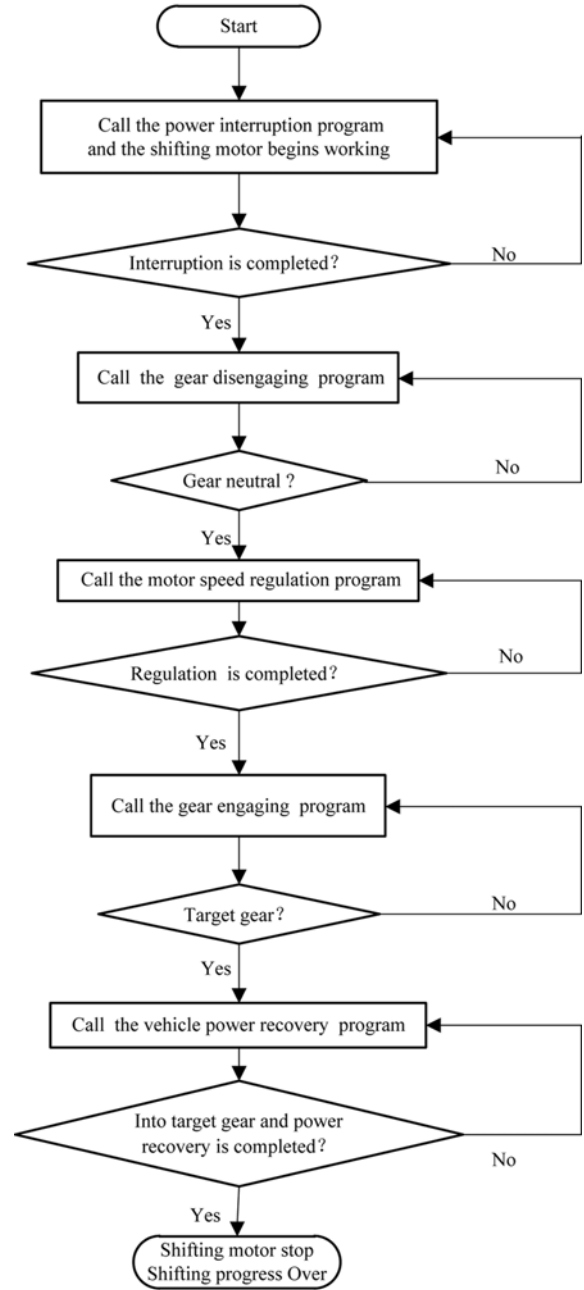 Start
Call the power interruption program
and the shifting motor begins working
Interruption is completed?
No
Yes
Call the gear disengaging program
Gear neutral ?
No
Yes
Call the motor speed regulation program
Regulation is completed?
No
Yes
Call the gear engaging program
Target gear?
No
Yes
Call the vehicle power recovery program
Into target gear and power
recovery is completed?
No
Yes
Shifting motor stop
Shifting progress Over